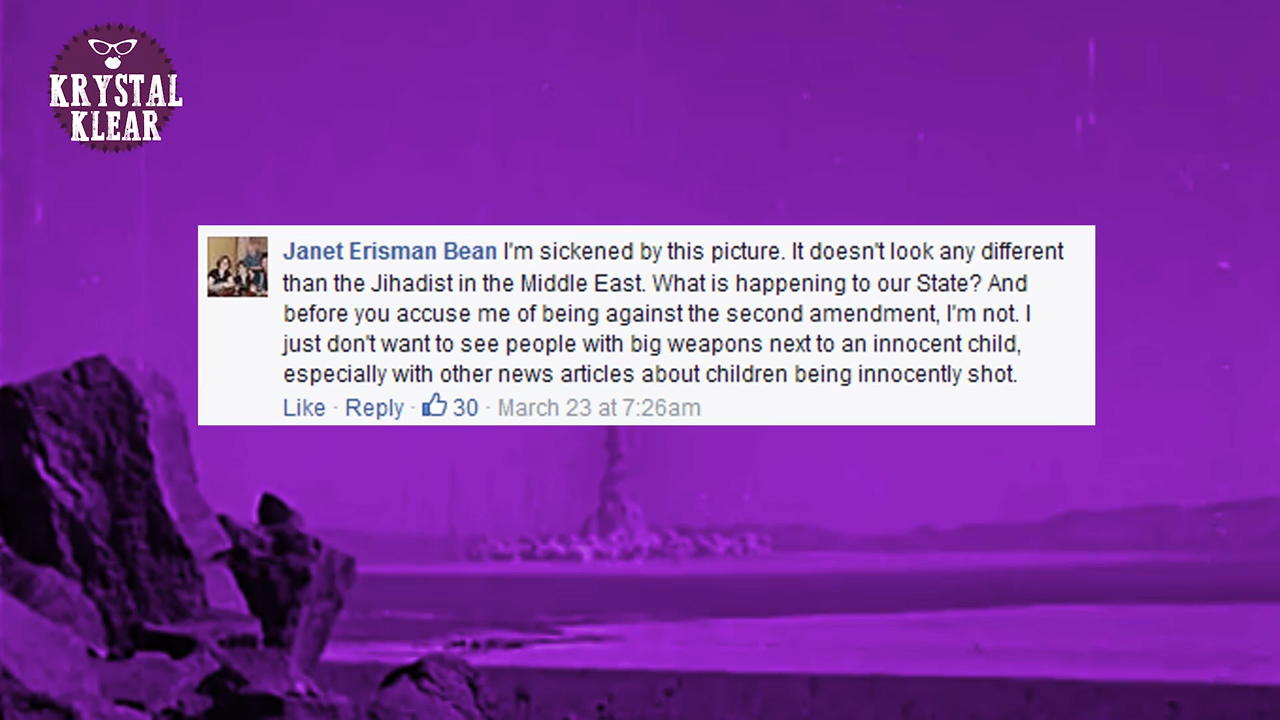 KRYSTAL
KLEAR
Janet Erisman Bean I'm sickened by this picture. It doesn't look any different
than the Jihadist in the Middle East. What is happening to our State? And
before you accuse me of being against the second amendment, I'm not. I
just don't want to see people with big weapons next to an innocent child,
especially with other news articles about children being innocently shot.
Like · Reply · 30 · March 23 at 7:26am